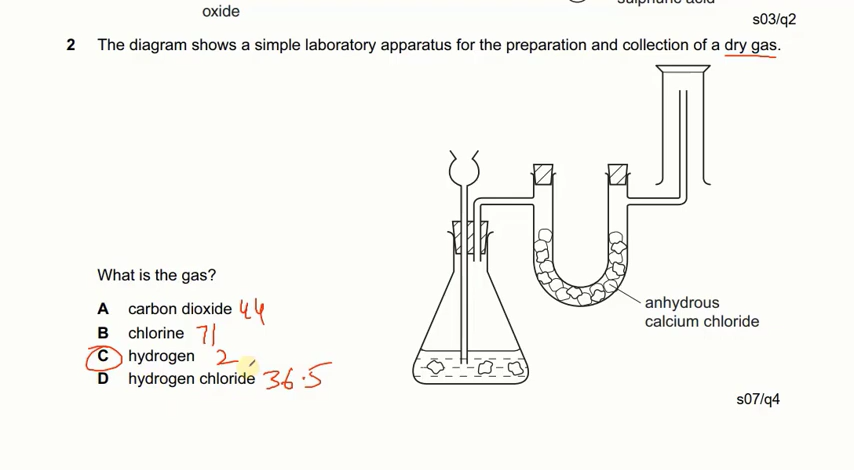 oxide
s03/q2
2 The diagram shows a simple laboratory apparatus for the preparation and collection of a dry gas.
What is the gas?
A carbon dioxide 44
B chlorine 71
C hydrogen 2
D hydrogen chloride 36.5
anhydrous
calcium chloride
s07/q4